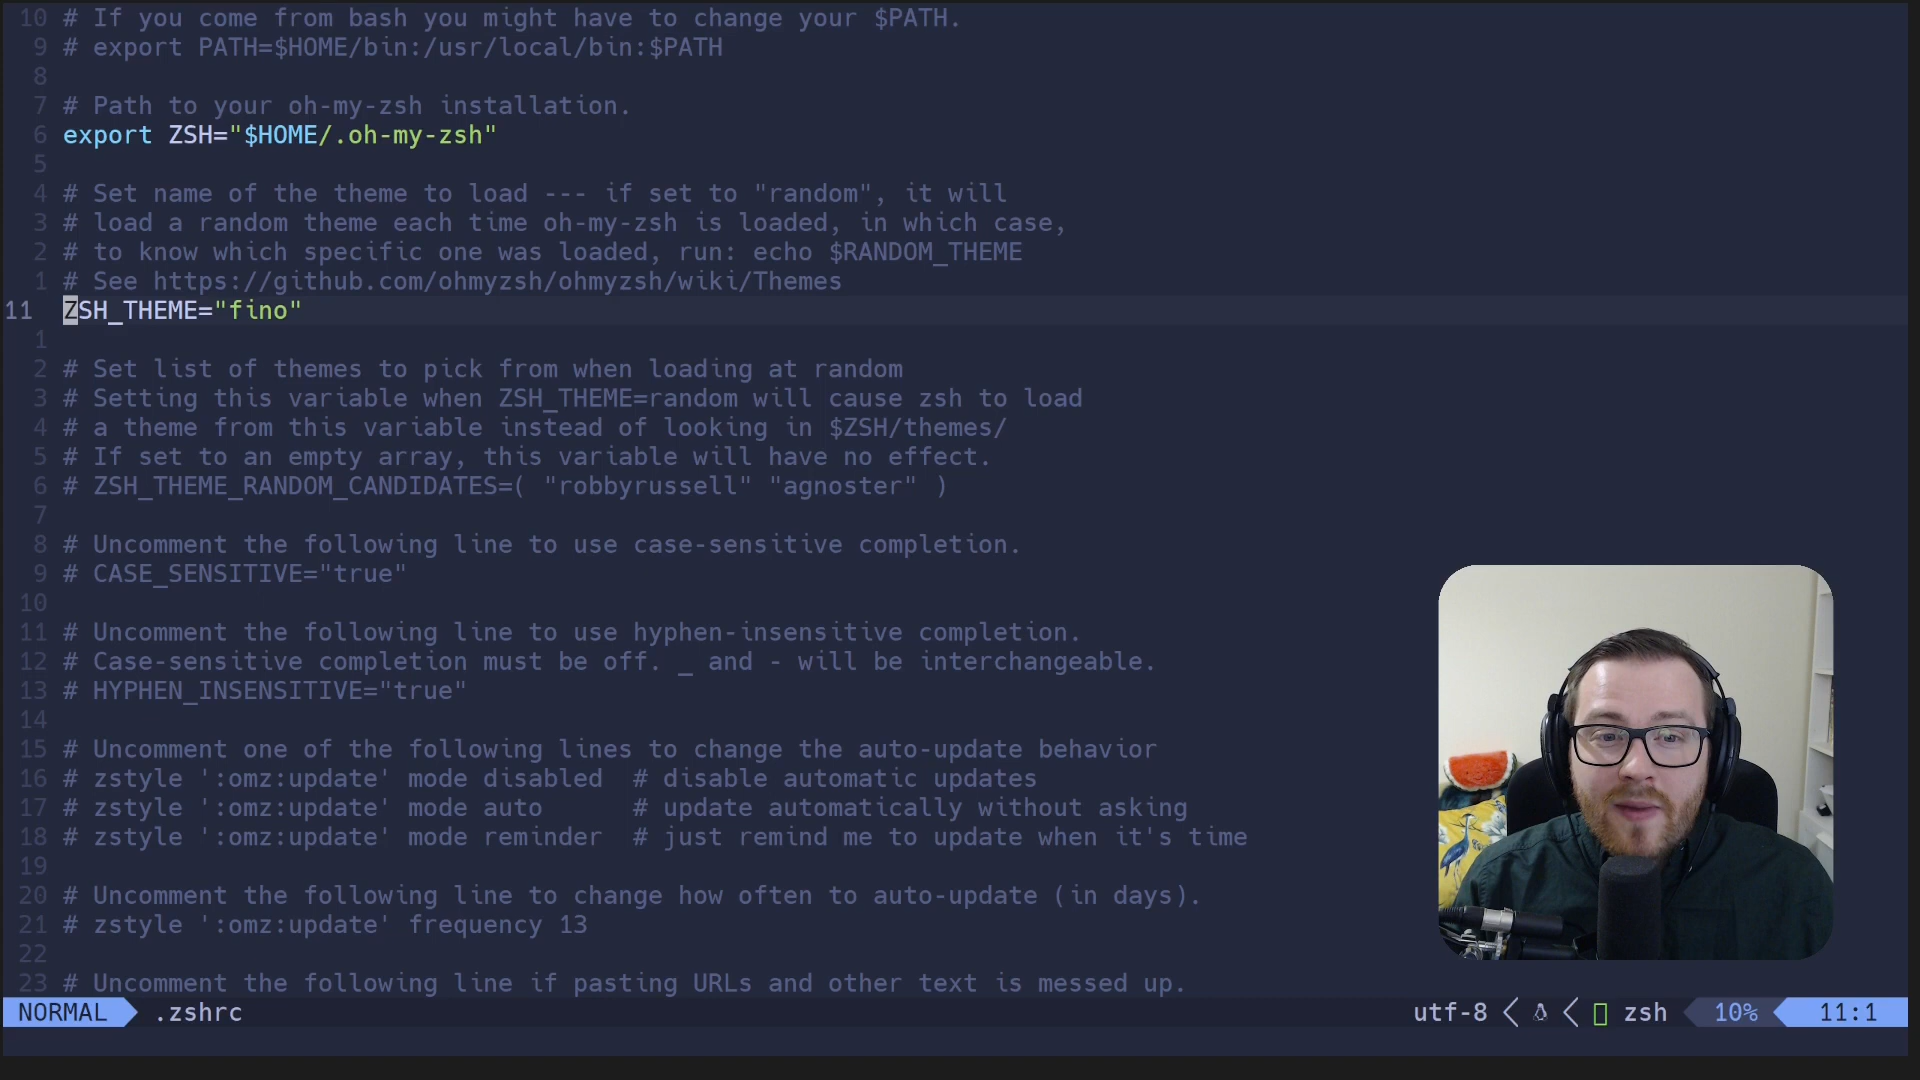 10 # If you come from bash you might have to change your $PATH.
9 # export PATH=$HOME/bin:/usr/local/bin:$PATH
8
7 # Path to your oh-my-zsh installation.
6 export ZSH="$HOME/.oh-my-zsh"
5
4 # Set name of the theme to load --- if set to "random", it will
3 # load a random theme each time oh-my-zsh is loaded, in which case,
2 # to know which specific one was loaded, run: echo $RANDOM_THEME
1 # See https://github.com/ohmyzsh/ohmyzsh/wiki/Themes
11 ZSH_THEME="fino"
1
2 # Set list of themes to pick from when loading at random
3 # Setting this variable when ZSH_THEME=random will cause zsh to load
4 # a theme from this variable instead of looking in $ZSH/themes/
5 # If set to an empty array, this variable will have no effect.
6 # ZSH_THEME_RANDOM_CANDIDATES=( "robbyrussell" "agnoster" )
7
8 # Uncomment the following line to use case-sensitive completion.
9 # CASE_SENSITIVE="true"
10
11 # Uncomment the following line to use hyphen-insensitive completion.
12 # Case-sensitive completion must be off. _ and - will be interchangeable.
13 # HYPHEN_INSENSITIVE="true"
14
15 # Uncomment one of the following lines to change the auto-update behavior
16 # zstyle ':omz:update' mode disabled  # disable automatic updates
17 # zstyle ':omz:update' mode auto      # update automatically without asking
18 # zstyle ':omz:update' mode reminder  # just remind me to update when it's time
19
20 # Uncomment the following line to change how often to auto-update (in days).
21 # zstyle ':omz:update' frequency 13
22
23 # Uncomment the following line if pasting URLs and other text is messed up.
NORMAL .zshrc utf-8 zsh 10% 11:1